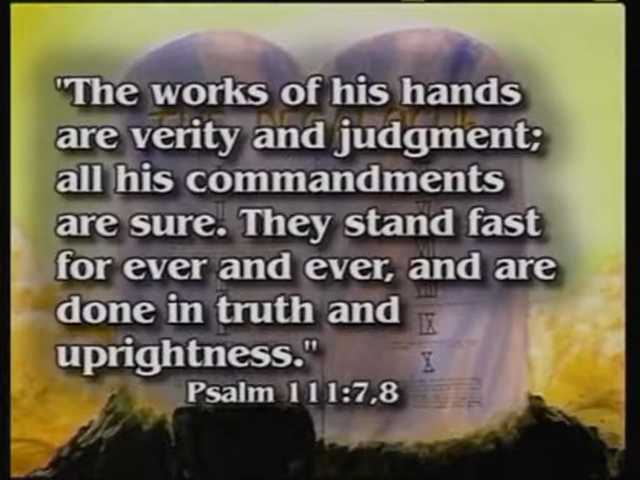 "The works of his hands
are verity and judgment;
all his commandments
are sure. They stand fast
for ever and ever, and are
done in truth and
uprightness."
Psalm 111:7,8
IX
X